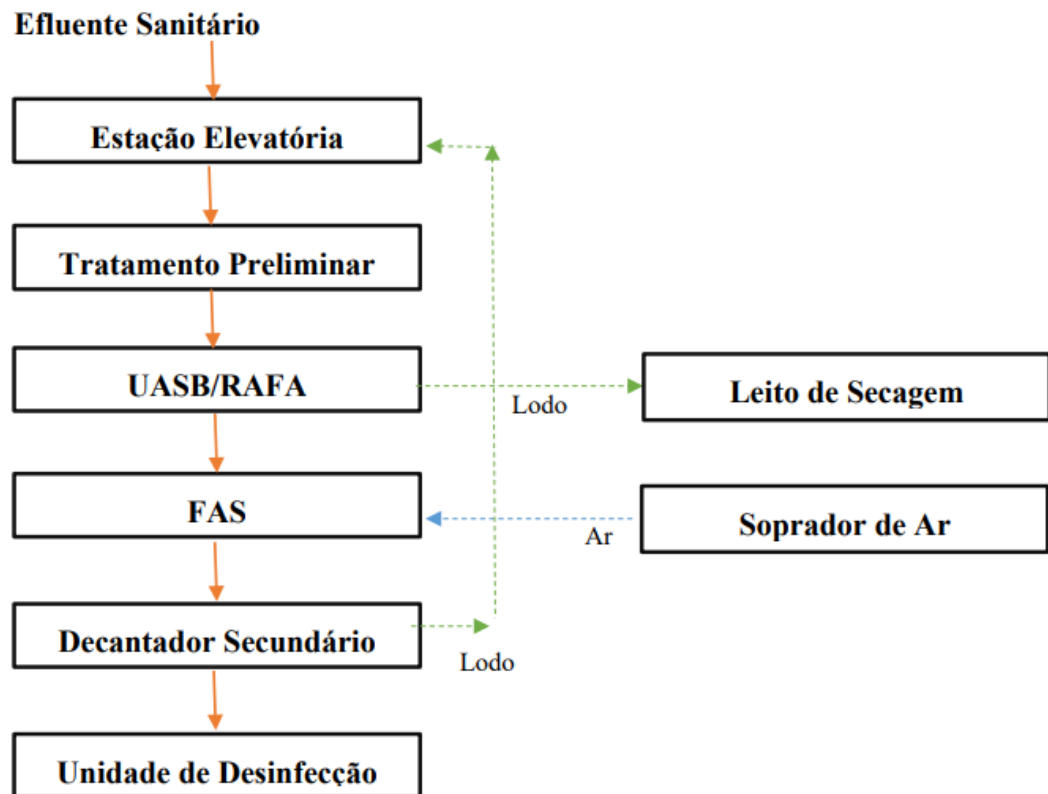 Efluente Sanitário
Estação Elevatória
Tratamento Preliminar
UASB/RAFA
Lodo
Leito de Secagem
FAS
Ar
Soprador de Ar
Decantador Secundário
Lodo
Unidade de Desinfecção